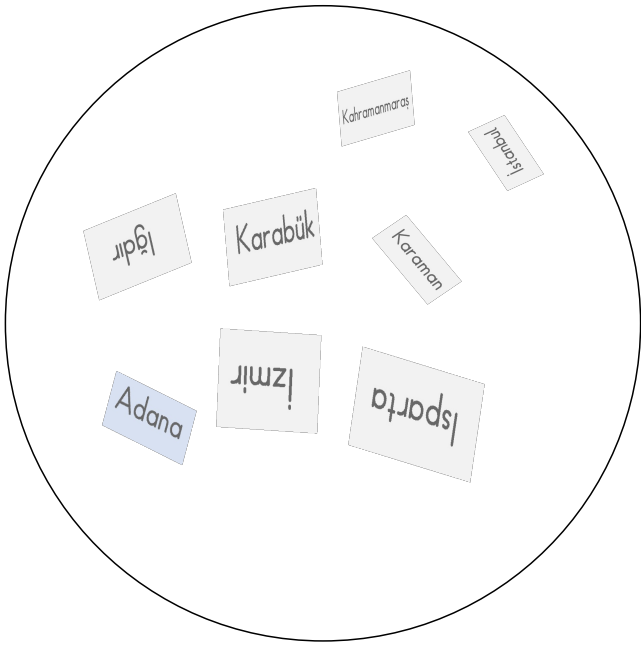 Kahramanmaraş
İstanbul
Iğdır
Karabük
Karaman
İzmir
Isparta
Adana